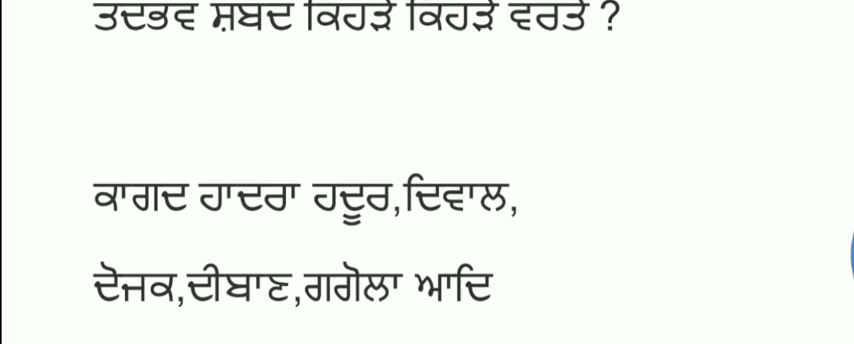 ਤਦਭਵ ਸ਼ਬਦ ਕਿਹੜੇ ਕਿਹੜੇ ਵਰਤੇ ?
ਕਾਗਦ ਹਾਦਰਾ ਹਦੂਰ,ਦਿਵਾਲ,
ਦੋਜਕ,ਦੀਬਾਣ,ਗਗੋਲਾ ਆਦਿ